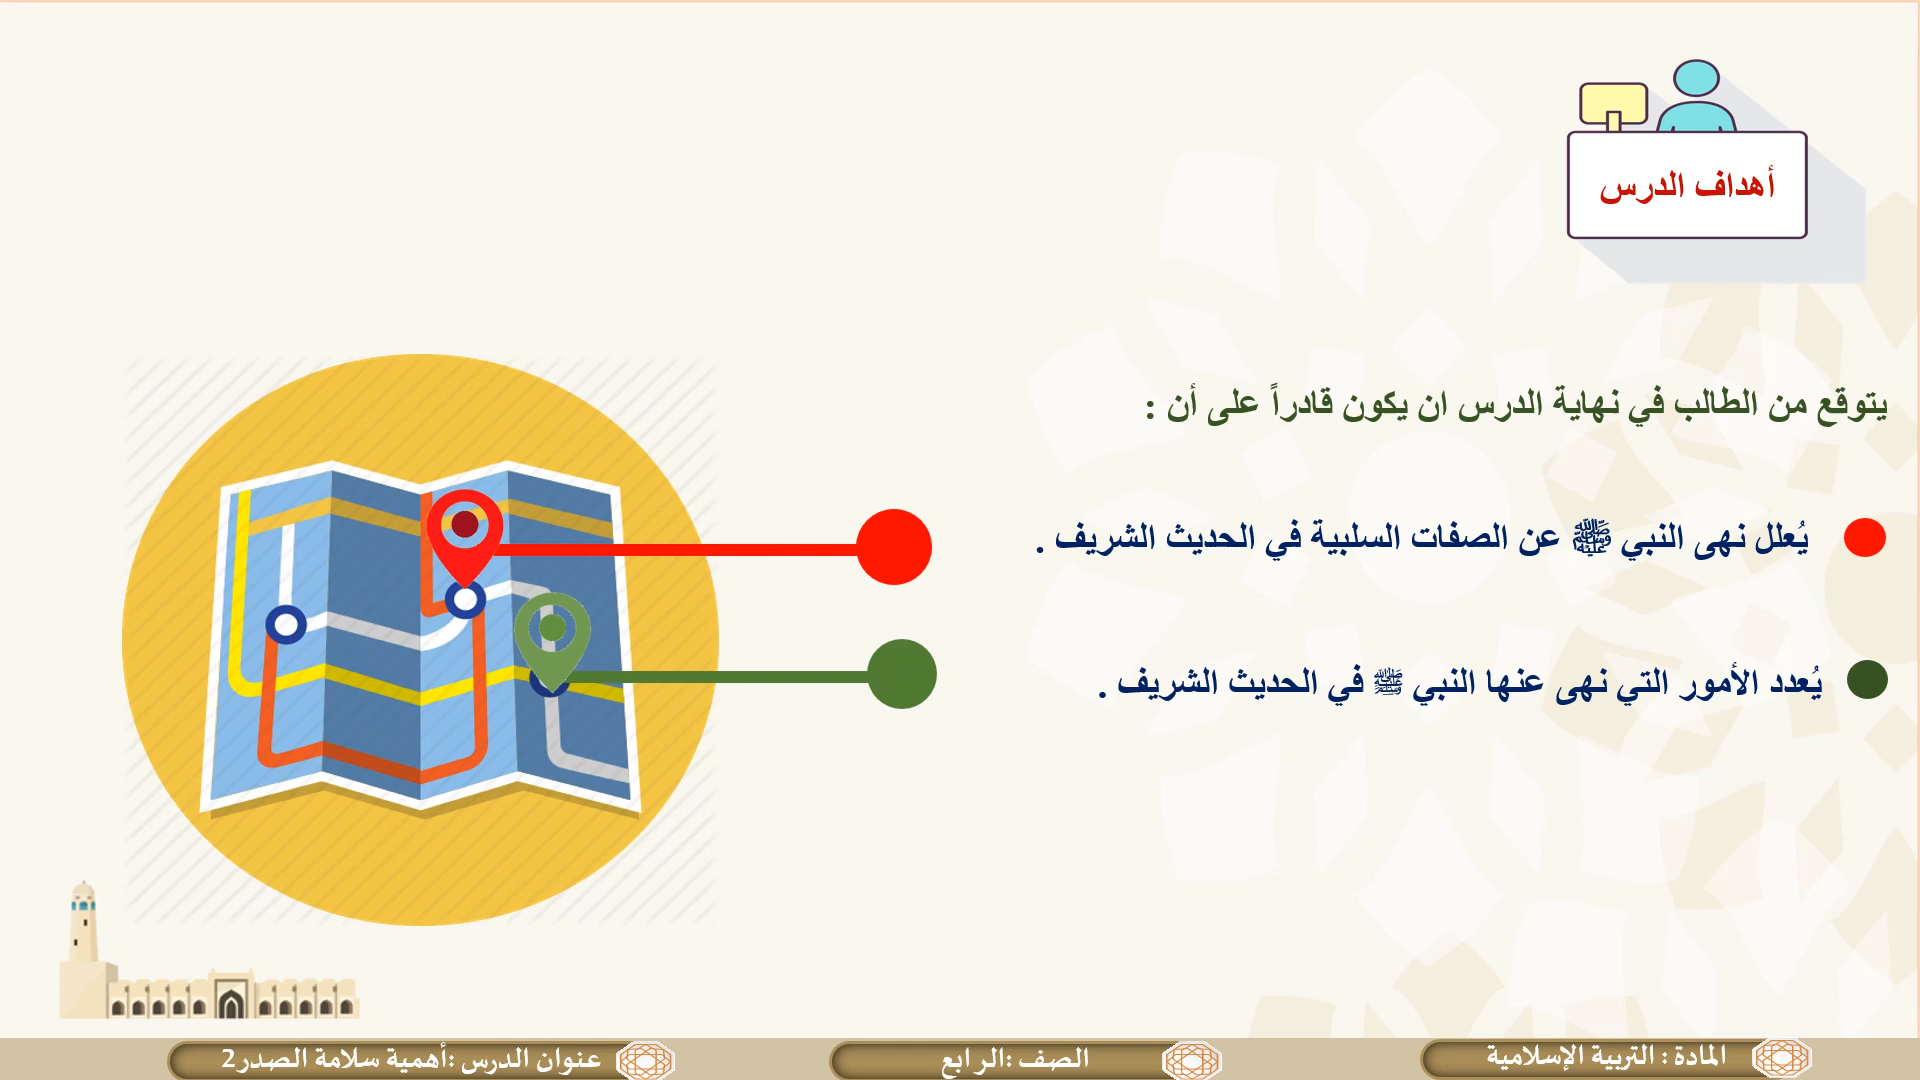 أهداف الدرس
يتوقع من الطالب في نهاية الدرس ان يكون قادراً على أن :
يُعلل نهى النبي ﷺ عن الصفات السلبية في الحديث الشريف .
يُعدد الأمور التي نهى عنها النبي ﷺ في الحديث الشريف .
المادة : التربية الإسلامية
الصف :الرابع
عنوان الدرس :أهمية سلامة الصدر2